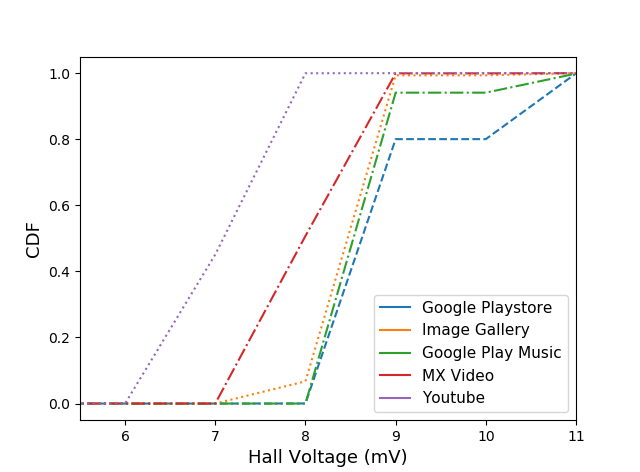 1.0
0.8
0.6
0.4
0.2
0.0
CDF
Google Playstore
Image Gallery
Google Play Music
MX Video
Youtube
6 7 8 9 10 11
Hall Voltage (mV)